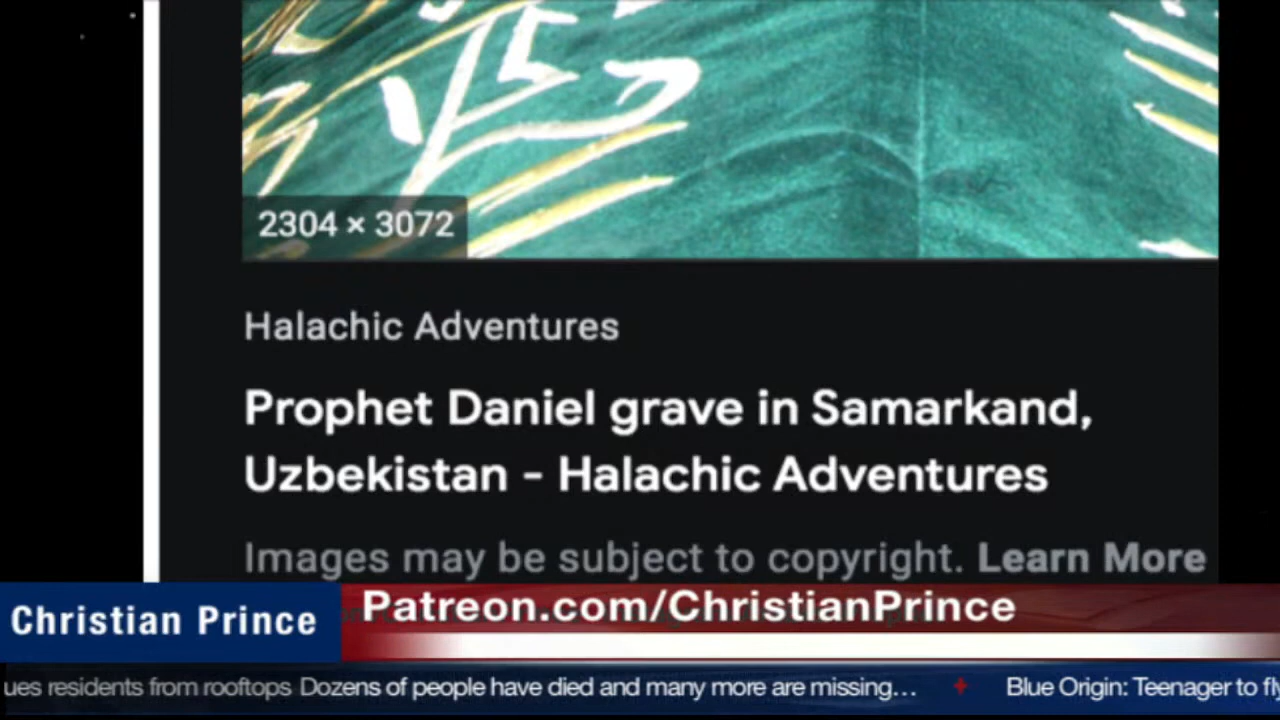 2304 × 3072
Halachic Adventures
Prophet Daniel grave in Samarkand,
Uzbekistan - Halachic Adventures
Images may be subject to copyright. Learn More
Christian Prince
Patreon.com/ChristianPrince
ues residents from rooftops Dozens of people have died and many more are missing... Blue Origin: Teenager to fly